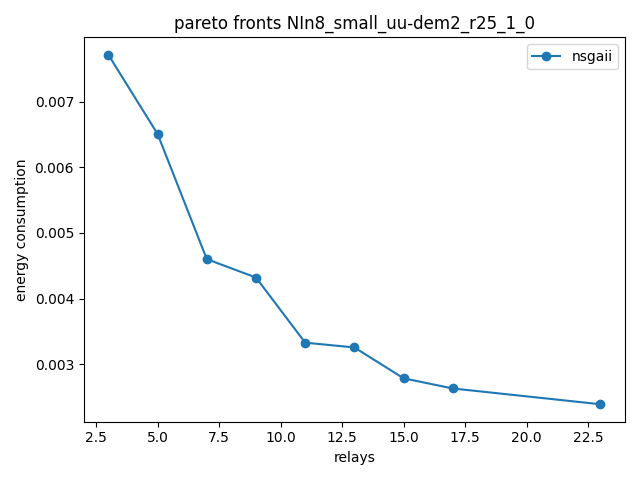 pareto fronts NIn8_small_uu-dem2_r25_1_0
nsgaii
0.007
0.006
0.005
0.004
0.003
energy consumption
2.5 5.0 7.5 10.0 12.5 15.0 17.5 20.0 22.5
relays